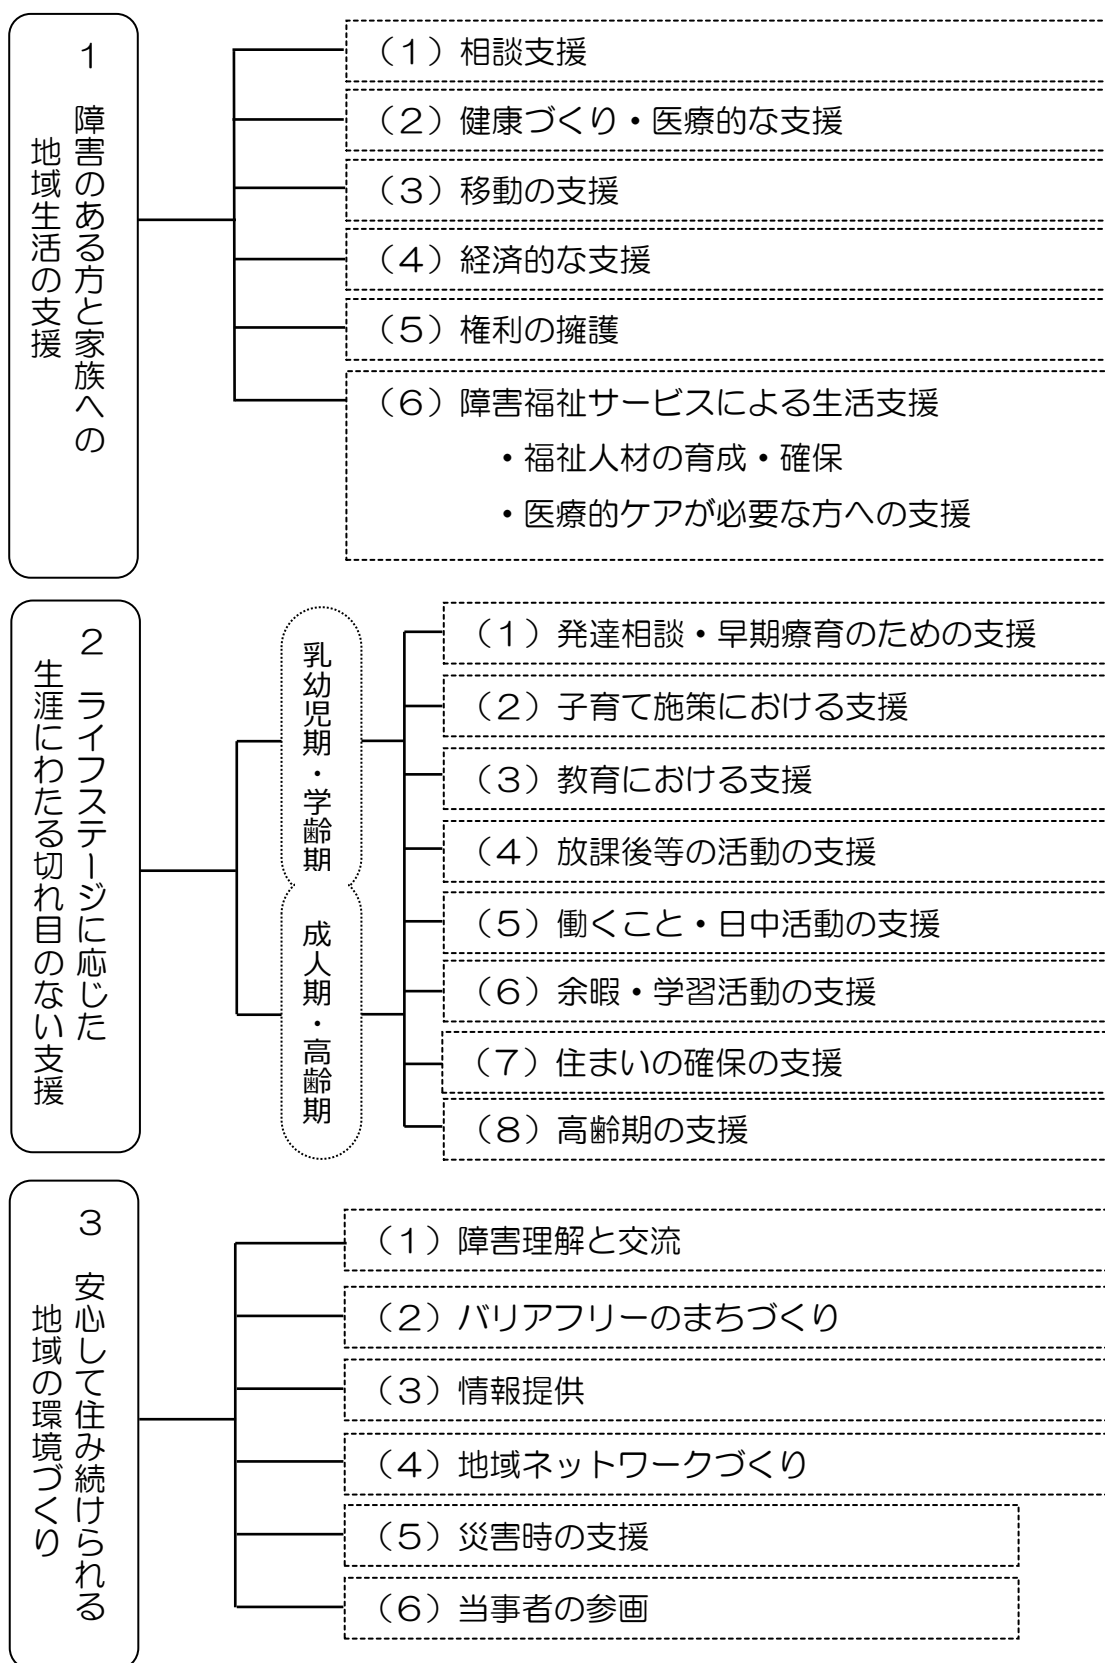 1　障害のある方と家族への
地域生活の支援
（1）相談支援
（2）健康づくり・医療的な支援
（3）移動の支援
（4）経済的な支援
（5）権利の擁護
（6）障害福祉サービスによる生活支援
・福祉人材の育成・確保
・医療的ケアが必要な方への支援
2　ライフステージに応じた
生涯にわたる切れ目のない支援
乳幼児期・学齢期
成人期・高齢期
（1）発達相談・早期療育のための支援
（2）子育て施策における支援
（3）教育における支援
（4）放課後等の活動の支援
（5）働くこと・日中活動の支援
（6）余暇・学習活動の支援
（7）住まいの確保の支援
（8）高齢期の支援
3　安心して住み続けられる
地域の環境づくり
（1）障害理解と交流
（2）バリアフリーのまちづくり
（3）情報提供
（4）地域ネットワークづくり
（5）災害時の支援
（6）当事者の参画